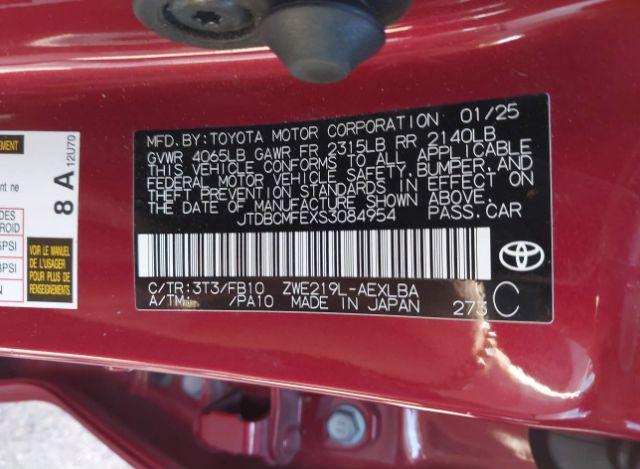 MFD.BY:TOYOTA MOTOR CORPORATION 01/25
GVWR 4065LB GAWR FR 2315LB RR 2140LB
THIS VEHICLE CONFORMS TO ALL APPLICABLE
FEDERAL MOTOR VEHICLE SAFETY,BUMPER, AND
THEFT PREVENTION STANDARDS IN EFFECT ON
THE DATE OF MANUFACTURE SHOWN ABOVE.
JTDBCMFEXS3084954 PASS.CAR
C/TR:3T3/FB10 ZWE219L-AEXLBA
A/TM: /PA10 MADE IN JAPAN 273 C
8 A 12U70
VOIR LE MANUEL
DE L'USAGER
POUR PLUS DE
RENSEIGNEMENTS